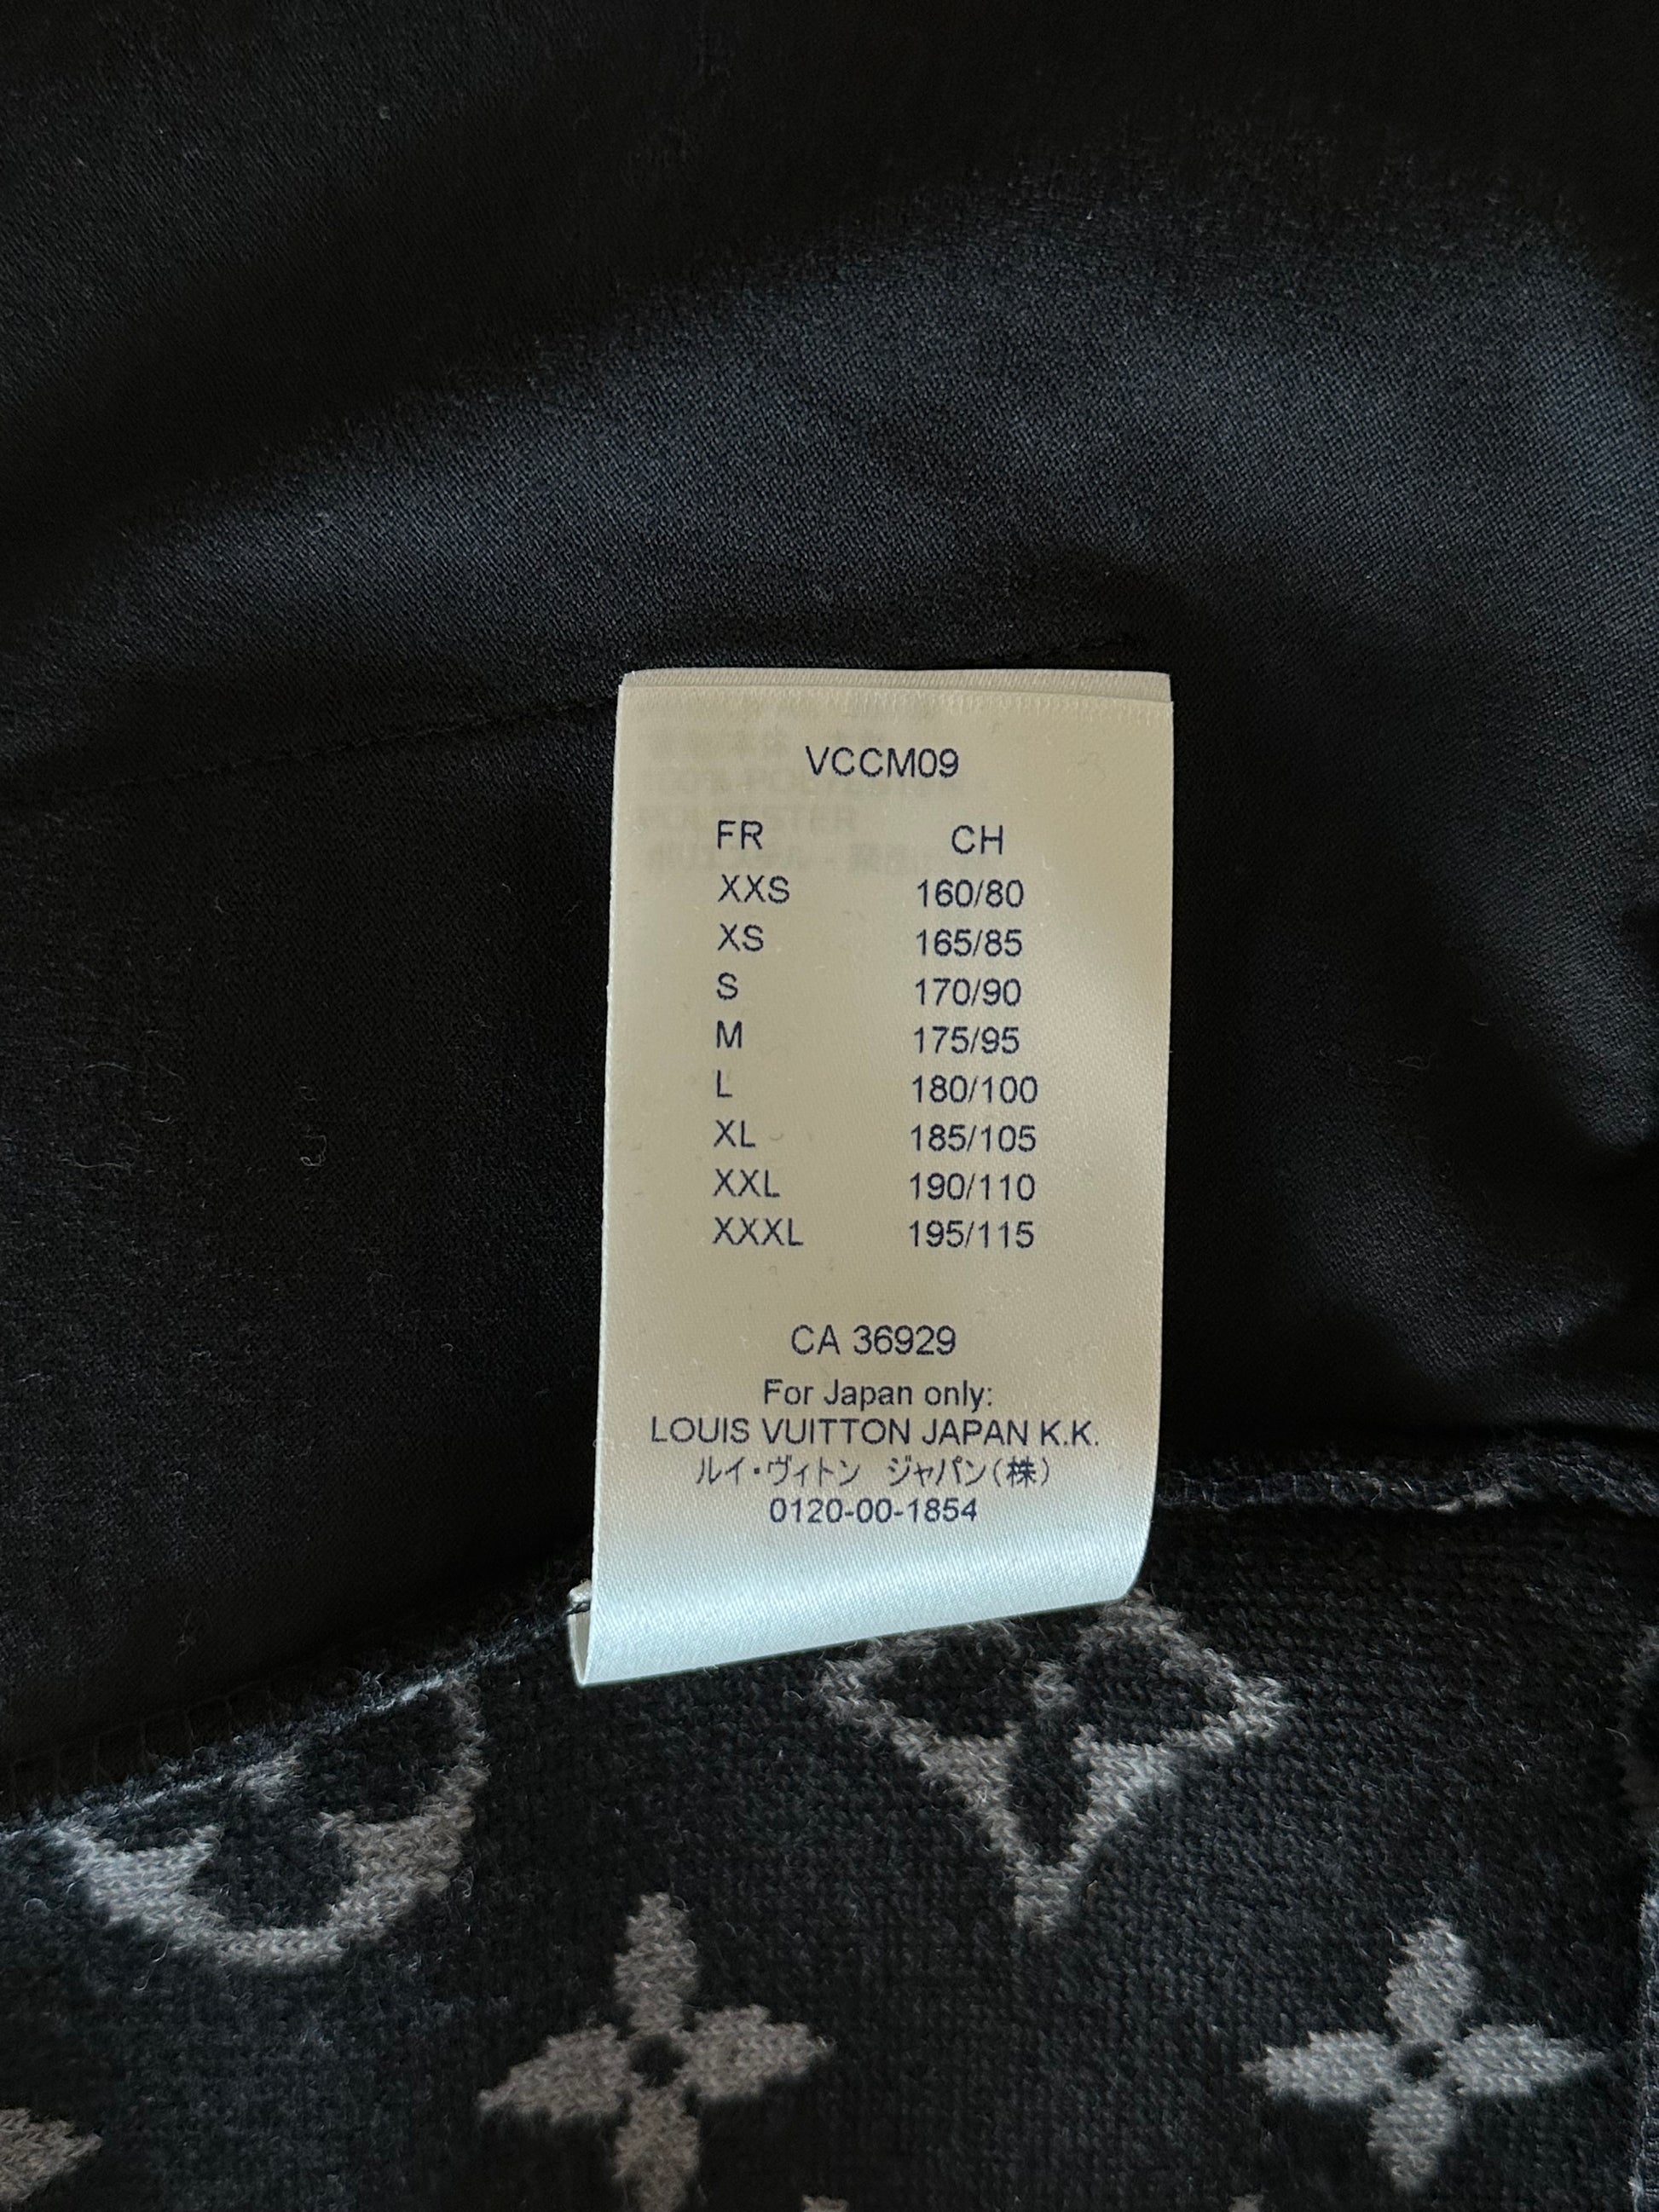 VCCM09
FR CH
XXS 160/80
XS 165/85
S 170/90
M 175/95
L 180/100
XL 185/105
XXL 190/110
XXXL 195/115
CA 36929
For Japan only:
LOUIS VUITTON JAPAN K.K.
ルイ・ヴィトン ジャパン(株)
0120-00-1854